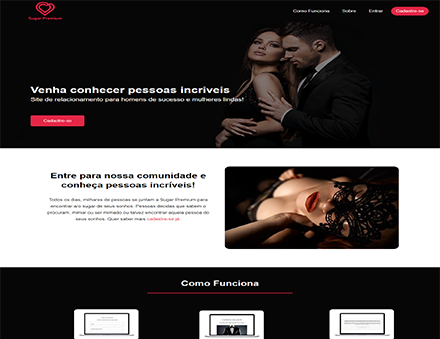 Sugar Premium
Como Funciona
Sobre
Entrar
Cadastre-se
Venha conhecer pessoas incríveis
Site de relacionamento para homens de sucesso e mulheres lindas!
Cadastre-se
Entre para nossa comunidade e
conheça pessoas incríveis!
Todos os dias, milhares de pessoas se juntam a Sugar Premium para
encontrar a/o sugar de seus sonhos. Pessoas decididas que sabem o
procuram, mimar ou ser mimado ou talvez encontrar aquela pessoa do
seus sonhos. Quer saber mais cadastre-se já.
Como Funciona